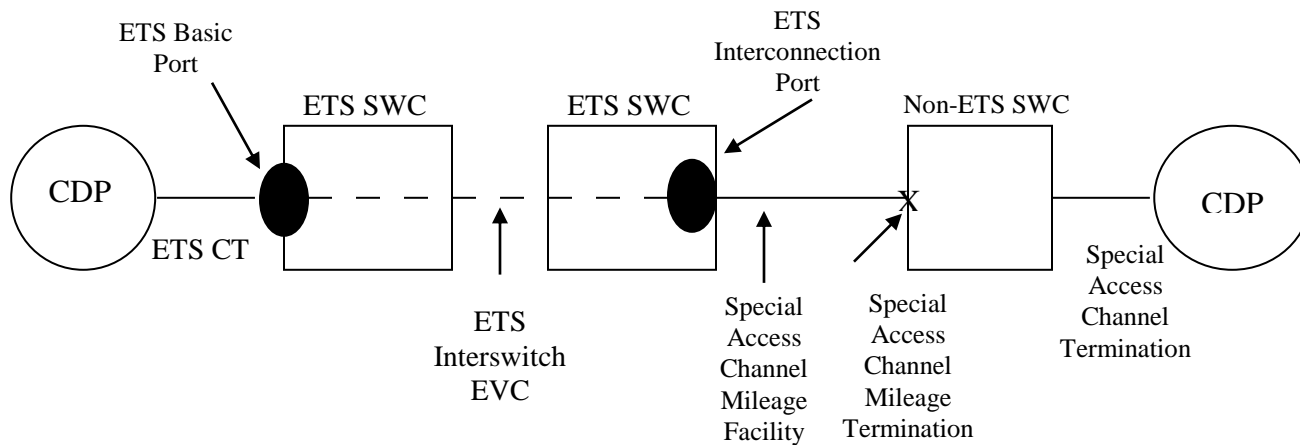 ETS Basic
Port
ETS
Interconnection
Port
ETS SWC
ETS SWC
Non-ETS SWC
CDP
X
CDP
ETS CT
ETS
Interswitch
EVC
Special
Access
Channel
Mileage
Facility
Special
Access
Channel
Mileage
Termination
Special
Access
Channel
Termination